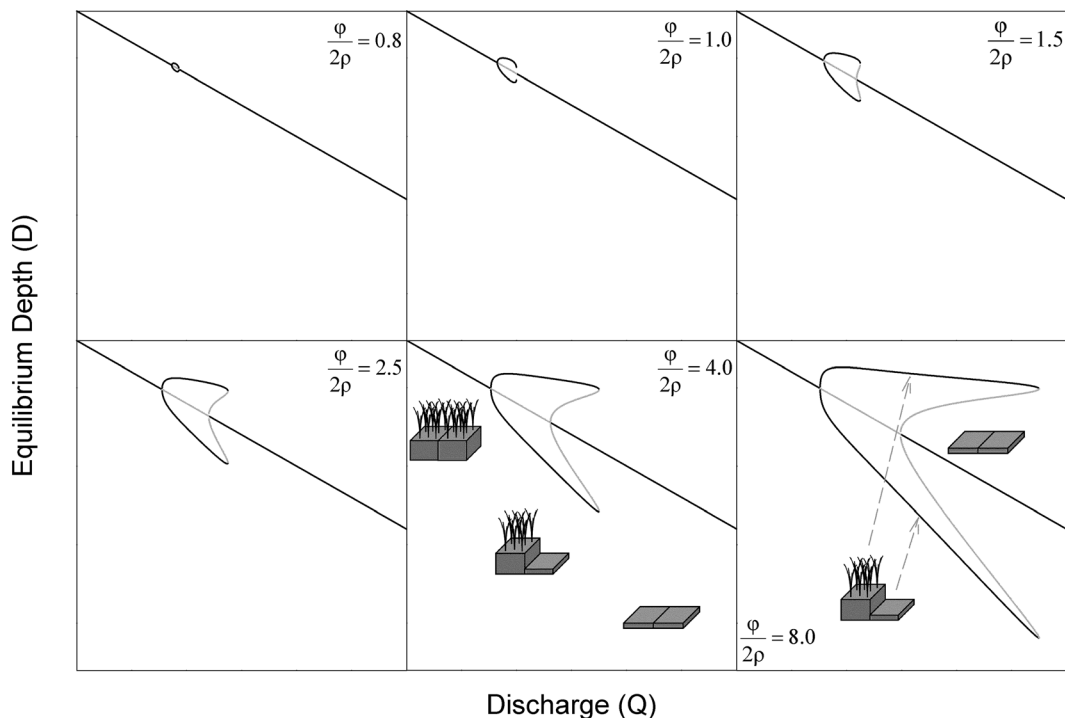 φ/2ρ = 0.8
φ/2ρ = 1.0
φ/2ρ = 1.5
φ/2ρ = 2.5
φ/2ρ = 4.0
φ/2ρ = 8.0
Equilibrium Depth (D)
Discharge (Q)